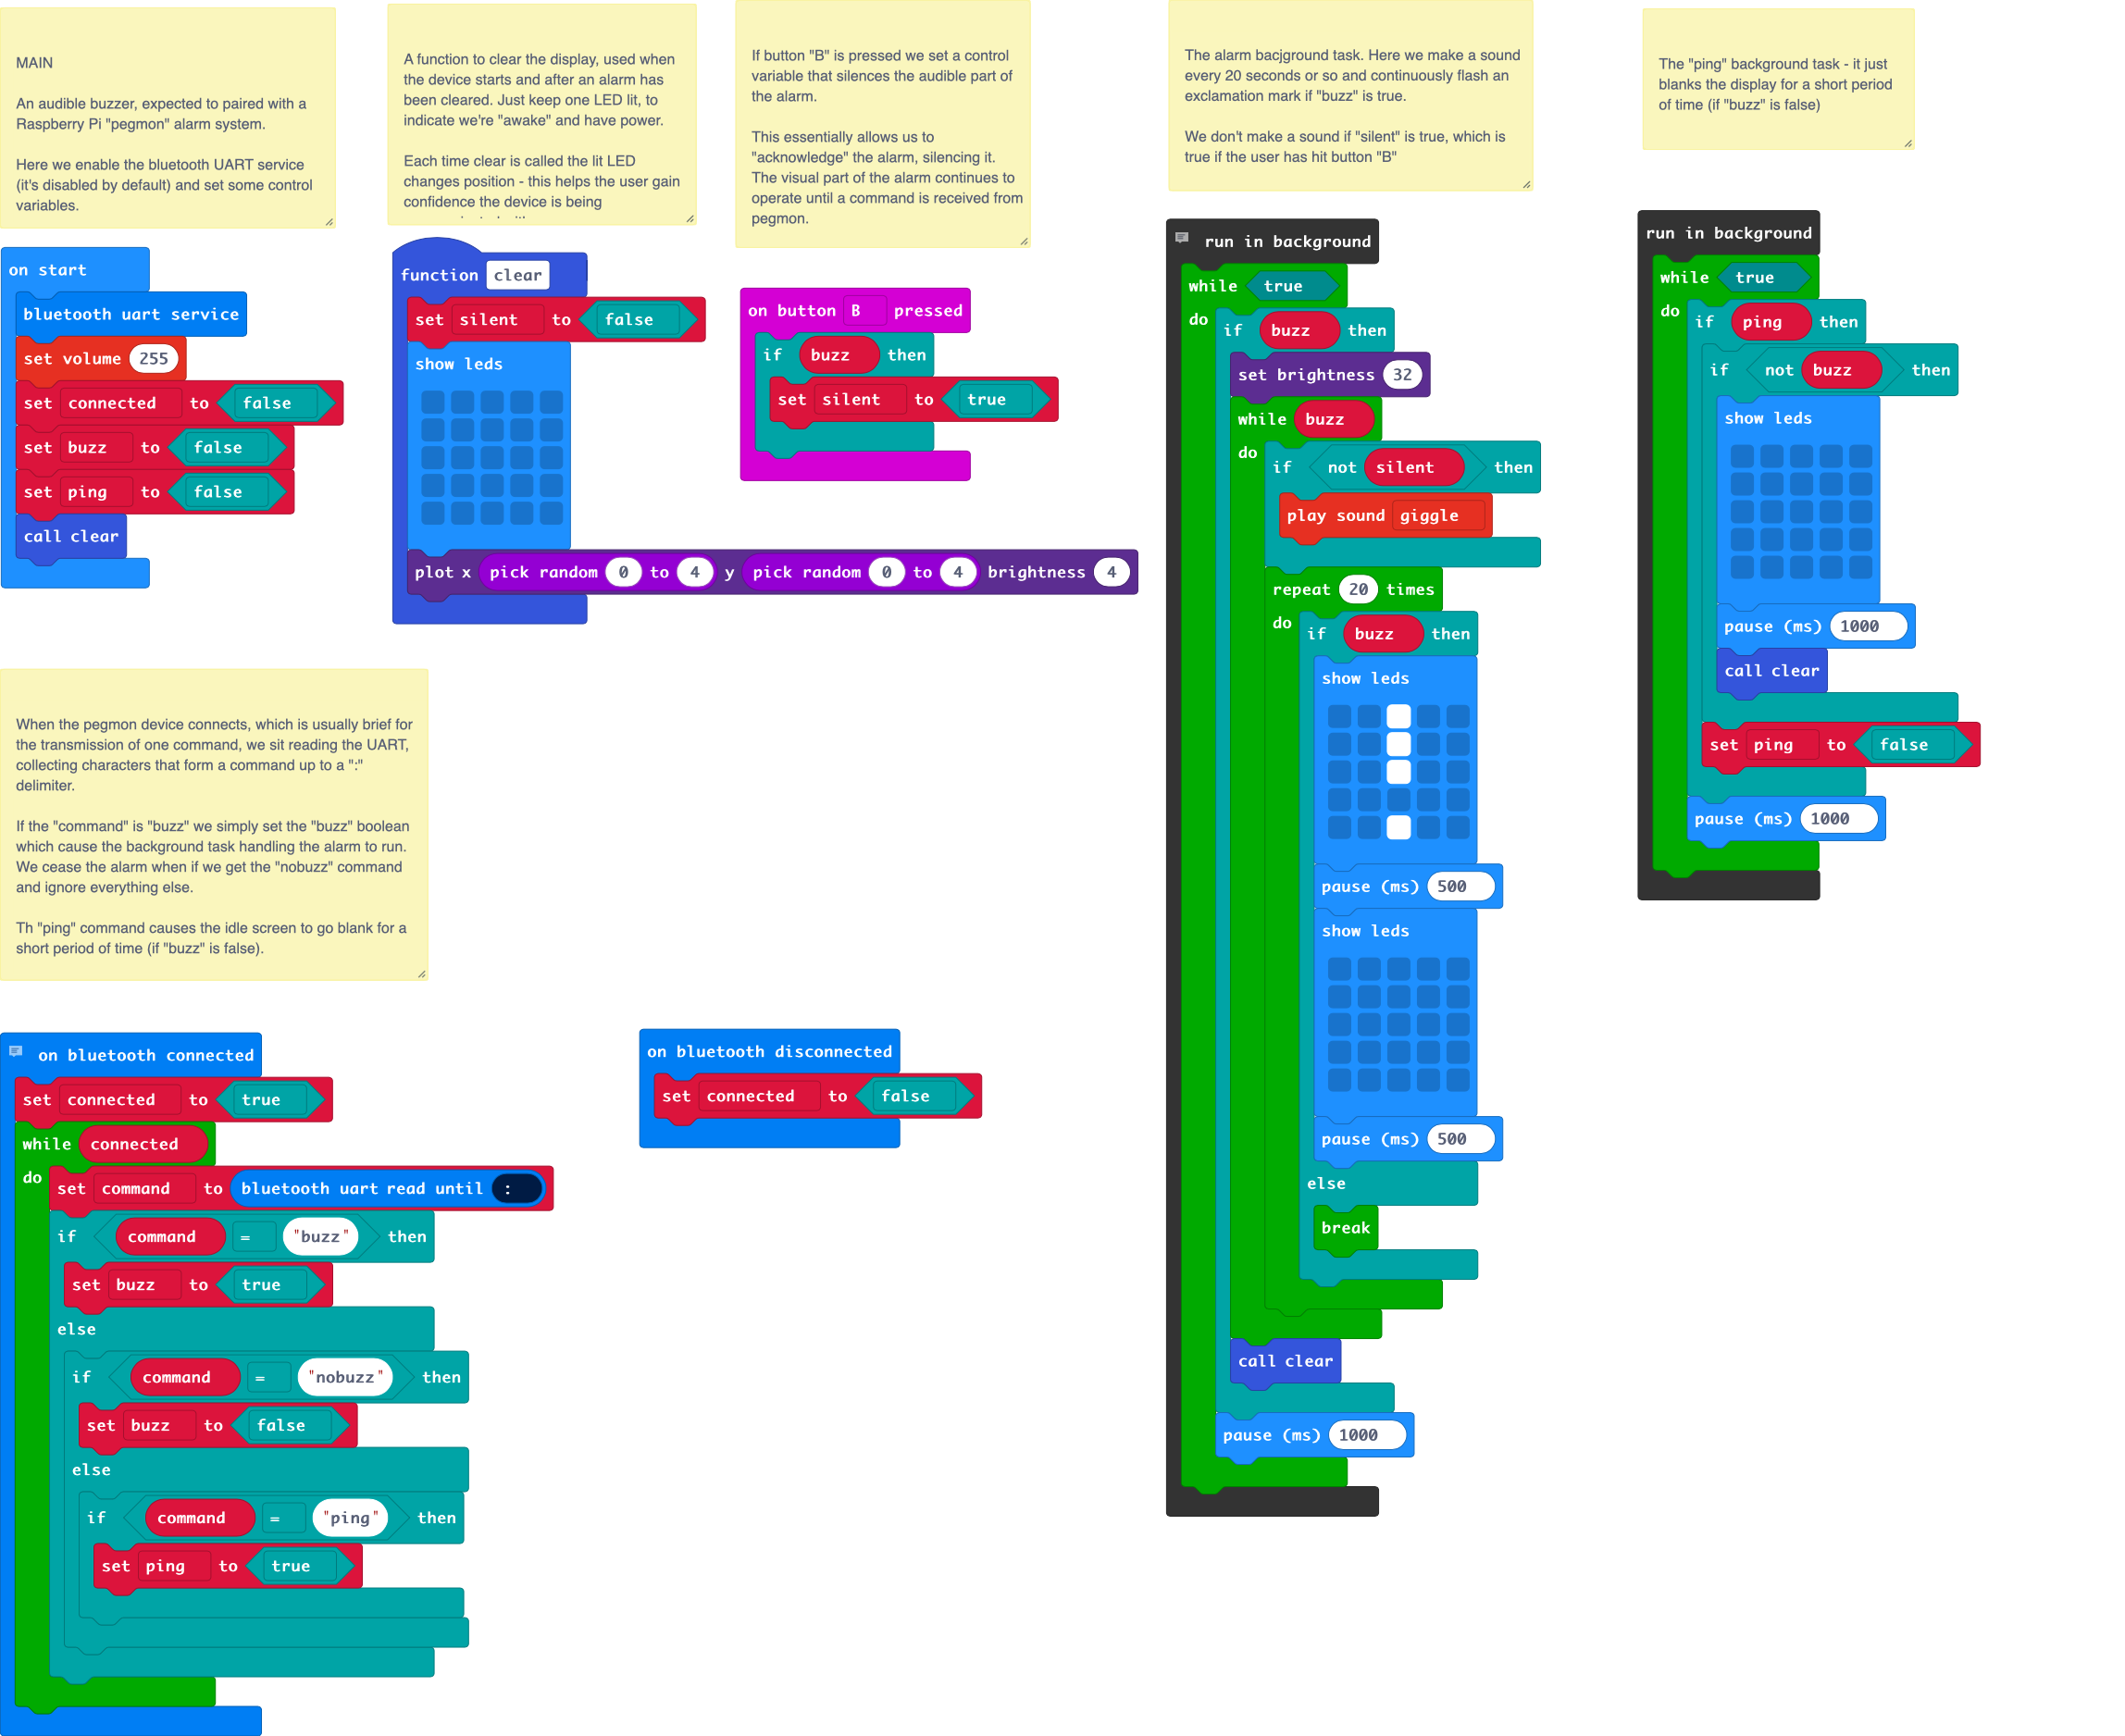 MAIN
An audible buzzer, expected to paired with a
Raspberry Pi "pegmon" alarm system.
Here we enable the bluetooth UART service
(it's disabled by default) and set some control
variables.
on start
bluetooth uart service
set volume 255
set connected to false
set buzz to false
set ping to false
call clear
A function to clear the display, used when
the device starts and after an alarm has
been cleared. Just keep one LED lit, to
indicate we're "awake" and have power.
Each time clear is called the lit LED
changes position - this helps the user gain
confidence the device is being
function clear
set silent to false
show leds
plot x pick random 0 to 4 y pick random 0 to 4 brightness 4
If button "B" is pressed we set a control
variable that silences the audible part of
the alarm.
This essentially allows us to
"acknowledge" the alarm, silencing it.
The visual part of the alarm continues to
operate until a command is received from
pegmon.
on button B pressed
if buzz then
set silent to true
The alarm bacjground task. Here we make a sound
every 20 seconds or so and continuously flash an
exclamation mark if "buzz" is true.
We don't make a sound if "silent" is true, which is
true if the user has hit button "B"
run in background
while true
do if buzz then
set brightness 32
while buzz
do if not silent then
play sound giggle
repeat 20 times
do if buzz then
show leds
pause (ms) 500
show leds
pause (ms) 500
else
break
call clear
pause (ms) 1000
The "ping" background task - it just
blanks the display for a short period
of time (if "buzz" is false)
run in background
while true
do if ping then
if not buzz then
show leds
pause (ms) 1000
call clear
set ping to false
pause (ms) 1000
When the pegmon device connects, which is usually brief for
the transmission of one command, we sit reading the UART,
collecting characters that form a command up to a ":"
delimiter.
If the "command" is "buzz" we simply set the "buzz" boolean
which cause the background task handling the alarm to run.
We cease the alarm when if we get the "nobuzz" command
and ignore everything else.
Th "ping" command causes the idle screen to go blank for a
short period of time (if "buzz" is false).
on bluetooth connected
set connected to true
while connected
do set command to bluetooth uart read until :
if command = "buzz" then
set buzz to true
else
if command = "nobuzz" then
set buzz to false
else
if command = "ping" then
set ping to true
on bluetooth disconnected
set connected to false